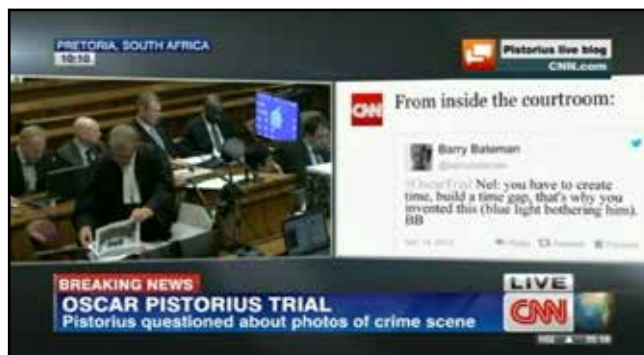 PRETORIA, SOUTH AFRICA
10:10
Pistorius live blog
CNN.com
CNN
From inside the courtroom:
Barry Bateman
Nel: you have to create
time, build a time gap, that's why you
invented this (blue light bothering him).
BB
BREAKING NEWS
OSCAR PISTORIUS TRIAL
Pistorius questioned about photos of crime scene
LIVE
CNN